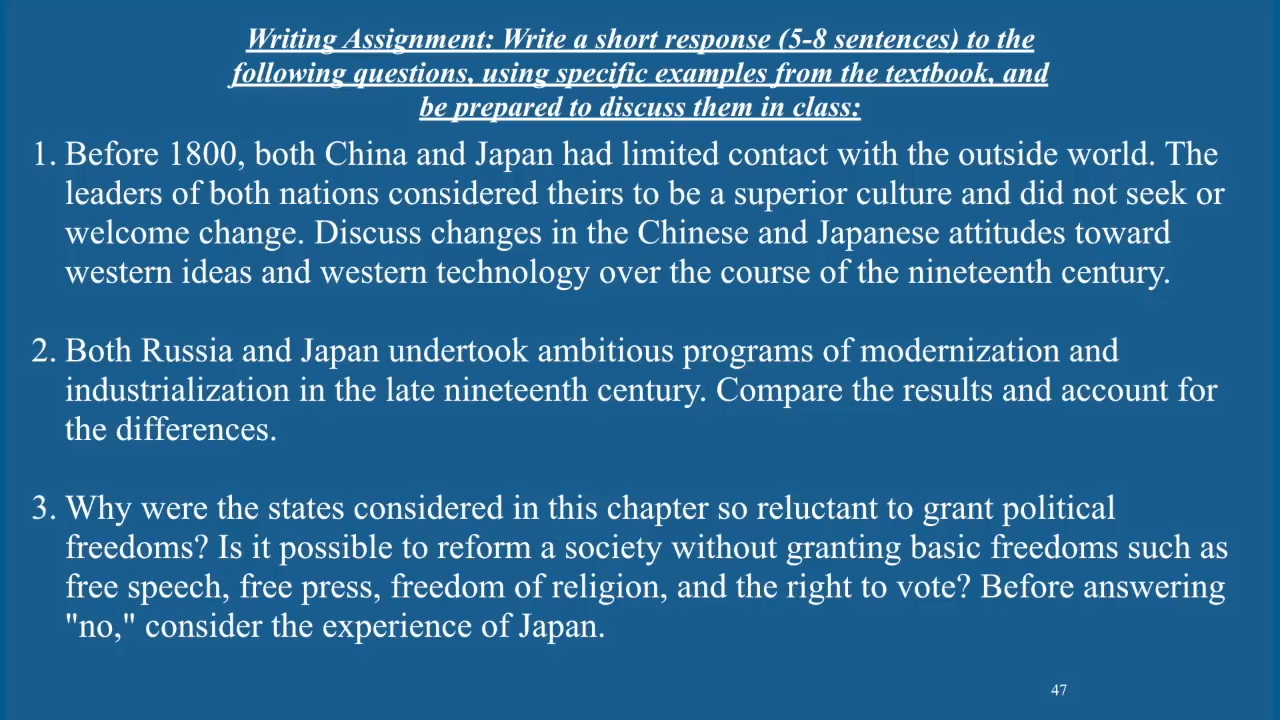 Writing Assignment: Write a short response (5-8 sentences) to the
following questions, using specific examples from the textbook, and
be prepared to discuss them in class:
1. Before 1800, both China and Japan had limited contact with the outside world. The
leaders of both nations considered theirs to be a superior culture and did not seek or
welcome change. Discuss changes in the Chinese and Japanese attitudes toward
western ideas and western technology over the course of the nineteenth century.
2. Both Russia and Japan undertook ambitious programs of modernization and
industrialization in the late nineteenth century. Compare the results and account for
the differences.
3. Why were the states considered in this chapter so reluctant to grant political
freedoms? Is it possible to reform a society without granting basic freedoms such as
free speech, free press, freedom of religion, and the right to vote? Before answering
"no," consider the experience of Japan.
47